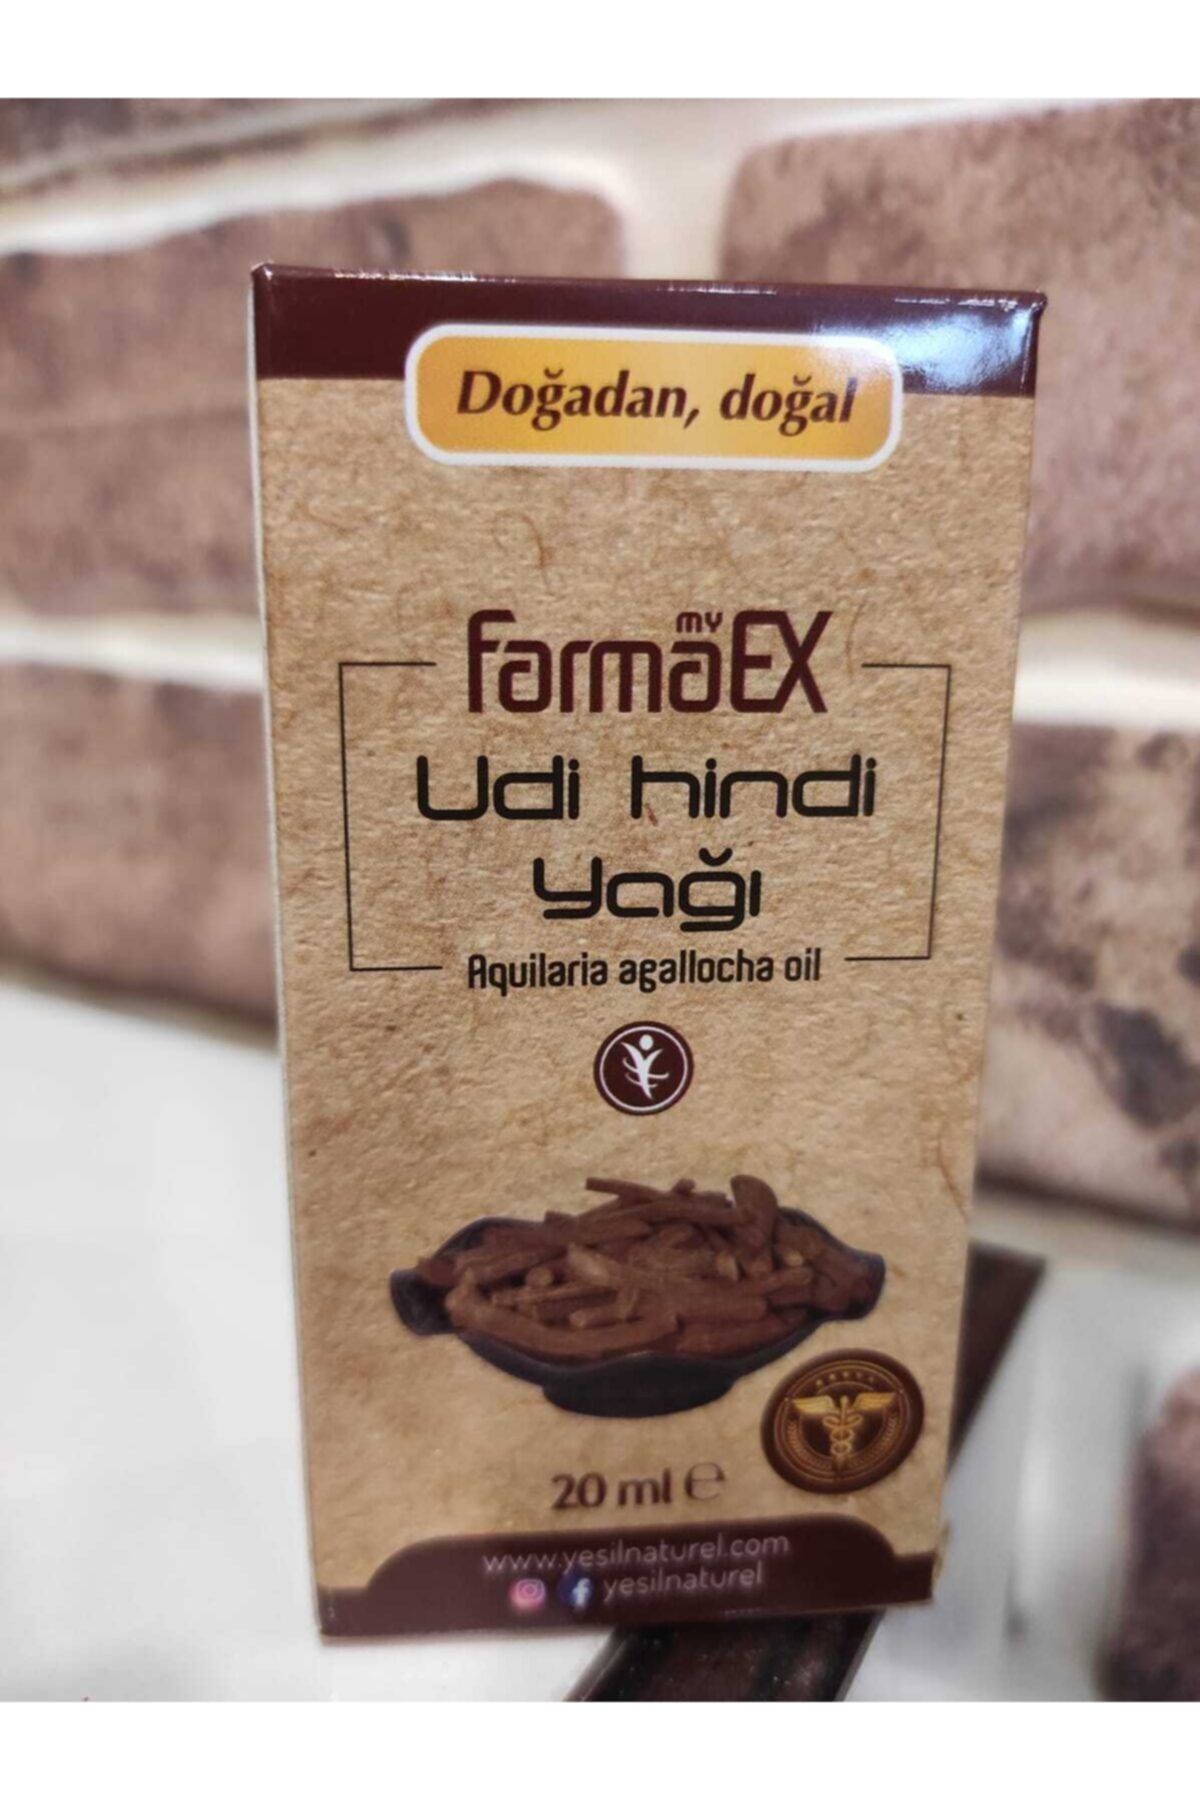 Doğadan, doğal
my
FarmaEX
Udi hindi
Yağı
Aquilaria agallocha oil
20 ml ℮
www.yesilnaturel.com
yesilnaturel